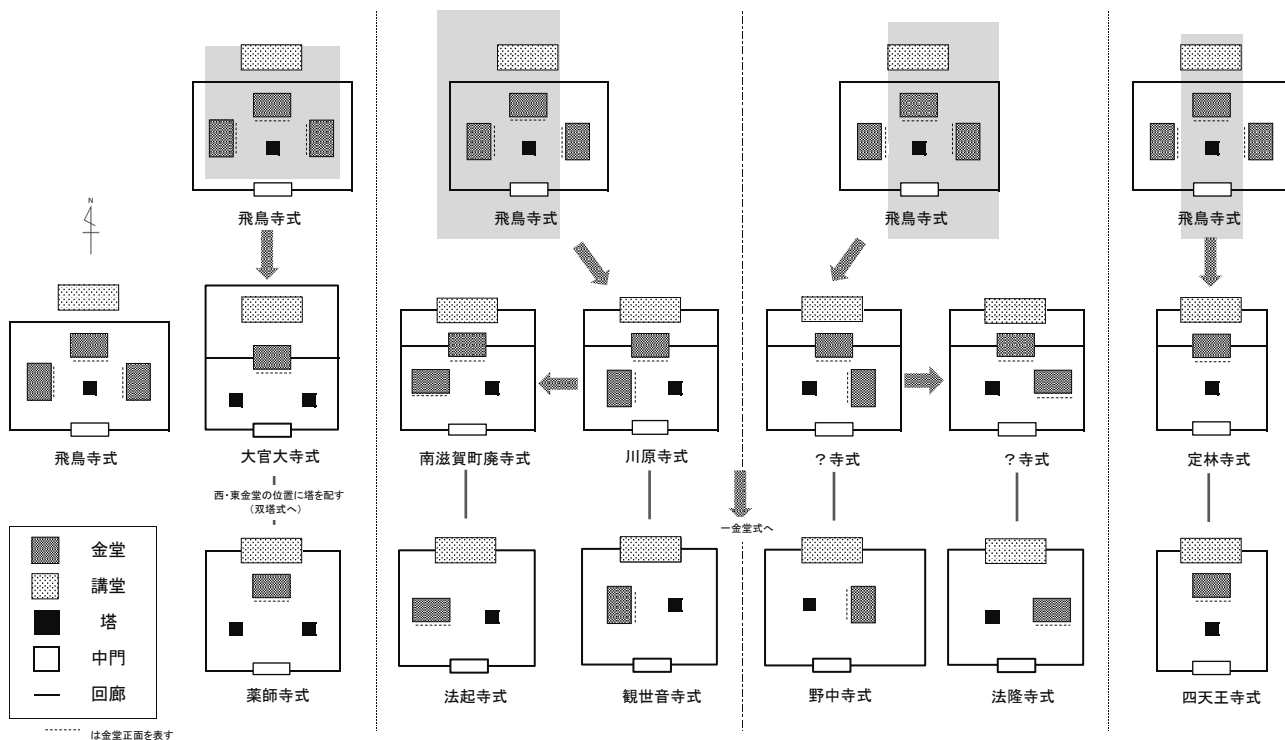 飛鳥寺式
飛鳥寺式
飛鳥寺式
飛鳥寺式
N
飛鳥寺式
大官大寺式
南滋賀町廃寺式
川原寺式
？寺式
？寺式
定林寺式
西・東金堂の位置に塔を配す
（双塔式へ）
一金堂式へ
薬師寺式
法起寺式
観世音寺式
野中寺式
法隆寺式
四天王寺式
金堂
講堂
塔
中門
回廊
は金堂正面を表す